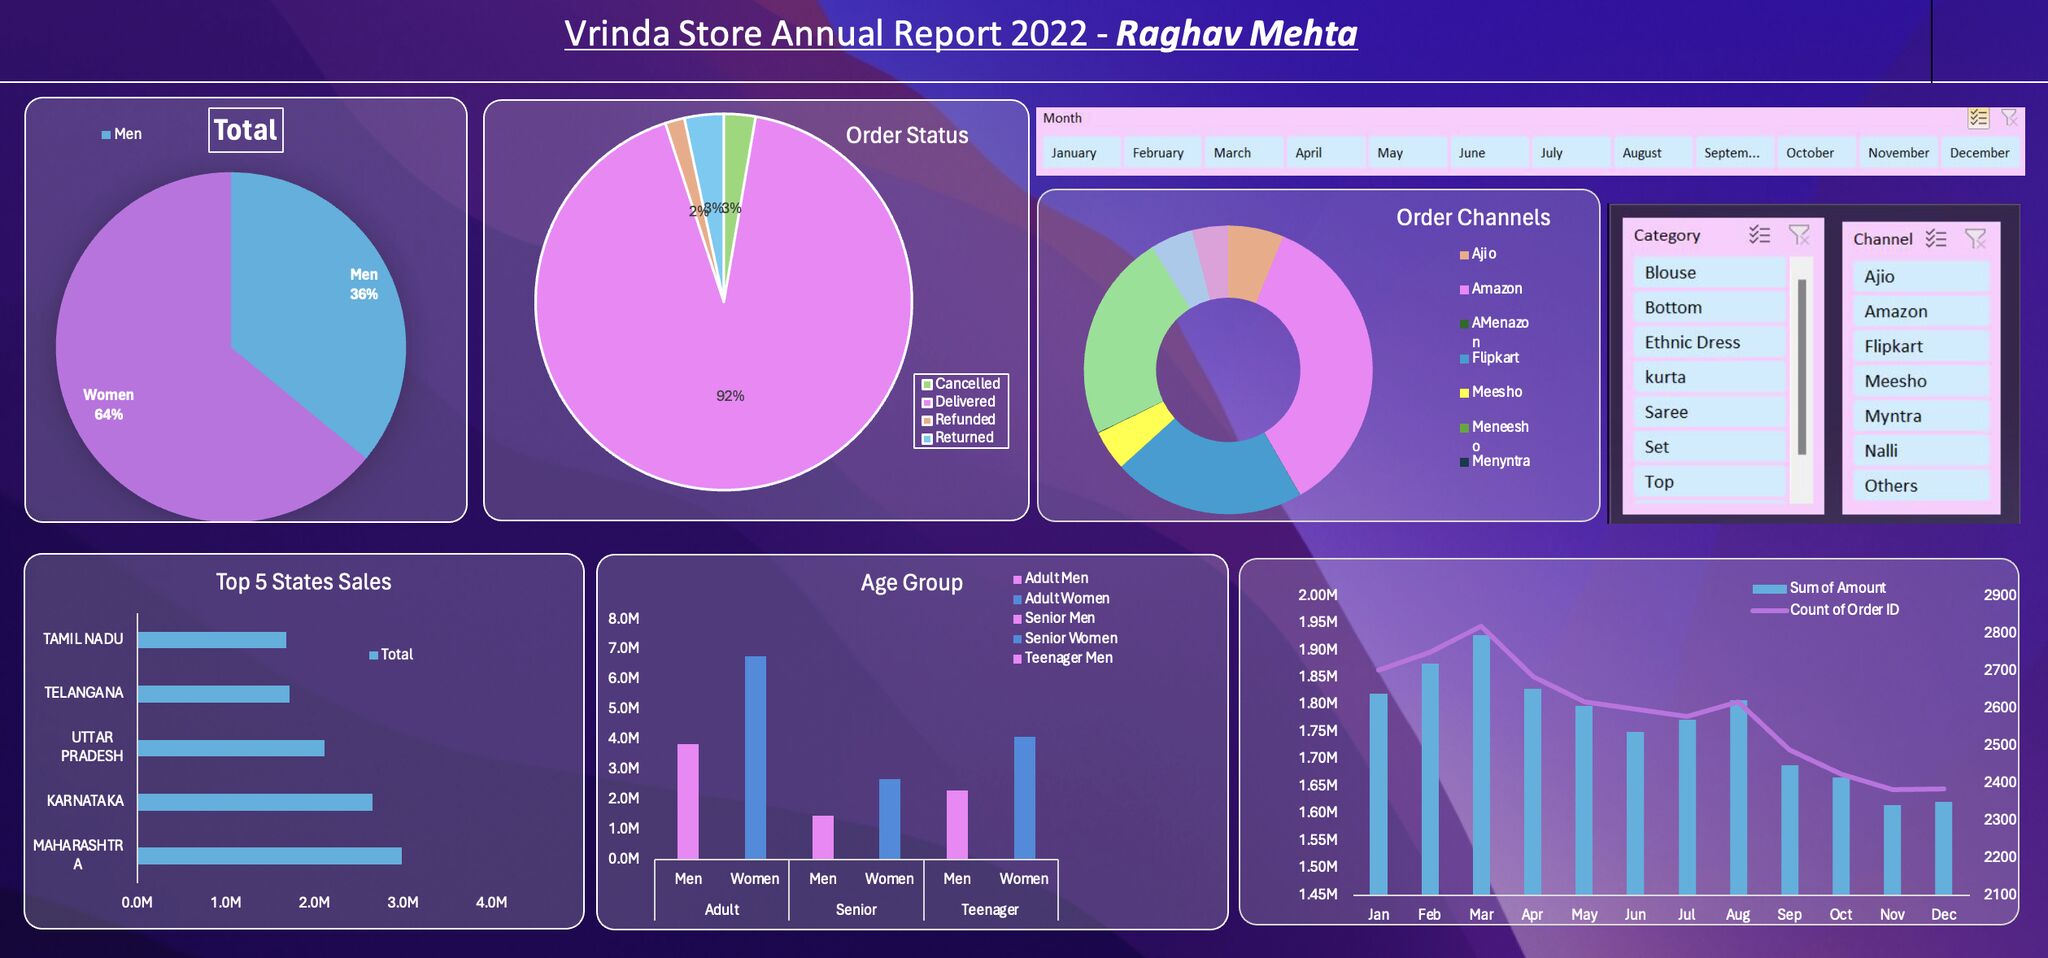 Vrinda Store Annual Report 2022 - Raghav Mehta
Men
Total
Men
36%
Women
64%
Order Status
2%
3%
3%
92%
Cancelled
Delivered
Refunded
Returned
Month
January February March April May June July August Septem... October November December
Order Channels
Ajio
Amazon
AMenazo
n
Flipkart
Meesho
Meneesh
o
Menyntra
Category
Blouse
Bottom
Ethnic Dress
kurta
Saree
Set
Top
Channel
Ajio
Amazon
Flipkart
Meesho
Myntra
Nalli
Others
Top 5 States Sales
TAMIL NADU
TELANGANA
UTTAR
PRADESH
KARNATAKA
MAHARASHTR
A
Total
0.0M 1.0M 2.0M 3.0M 4.0M
Age Group
Adult Men
Adult Women
Senior Men
Senior Women
Teenager Men
8.0M
7.0M
6.0M
5.0M
4.0M
3.0M
2.0M
1.0M
0.0M
Men Women Men Women Men Women
Adult Senior Teenager
Sum of Amount
Count of Order ID
2.00M
1.95M
1.90M
1.85M
1.80M
1.75M
1.70M
1.65M
1.60M
1.55M
1.50M
1.45M
2900
2800
2700
2600
2500
2400
2300
2200
2100
Jan Feb Mar Apr May Jun Jul Aug Sep Oct Nov Dec